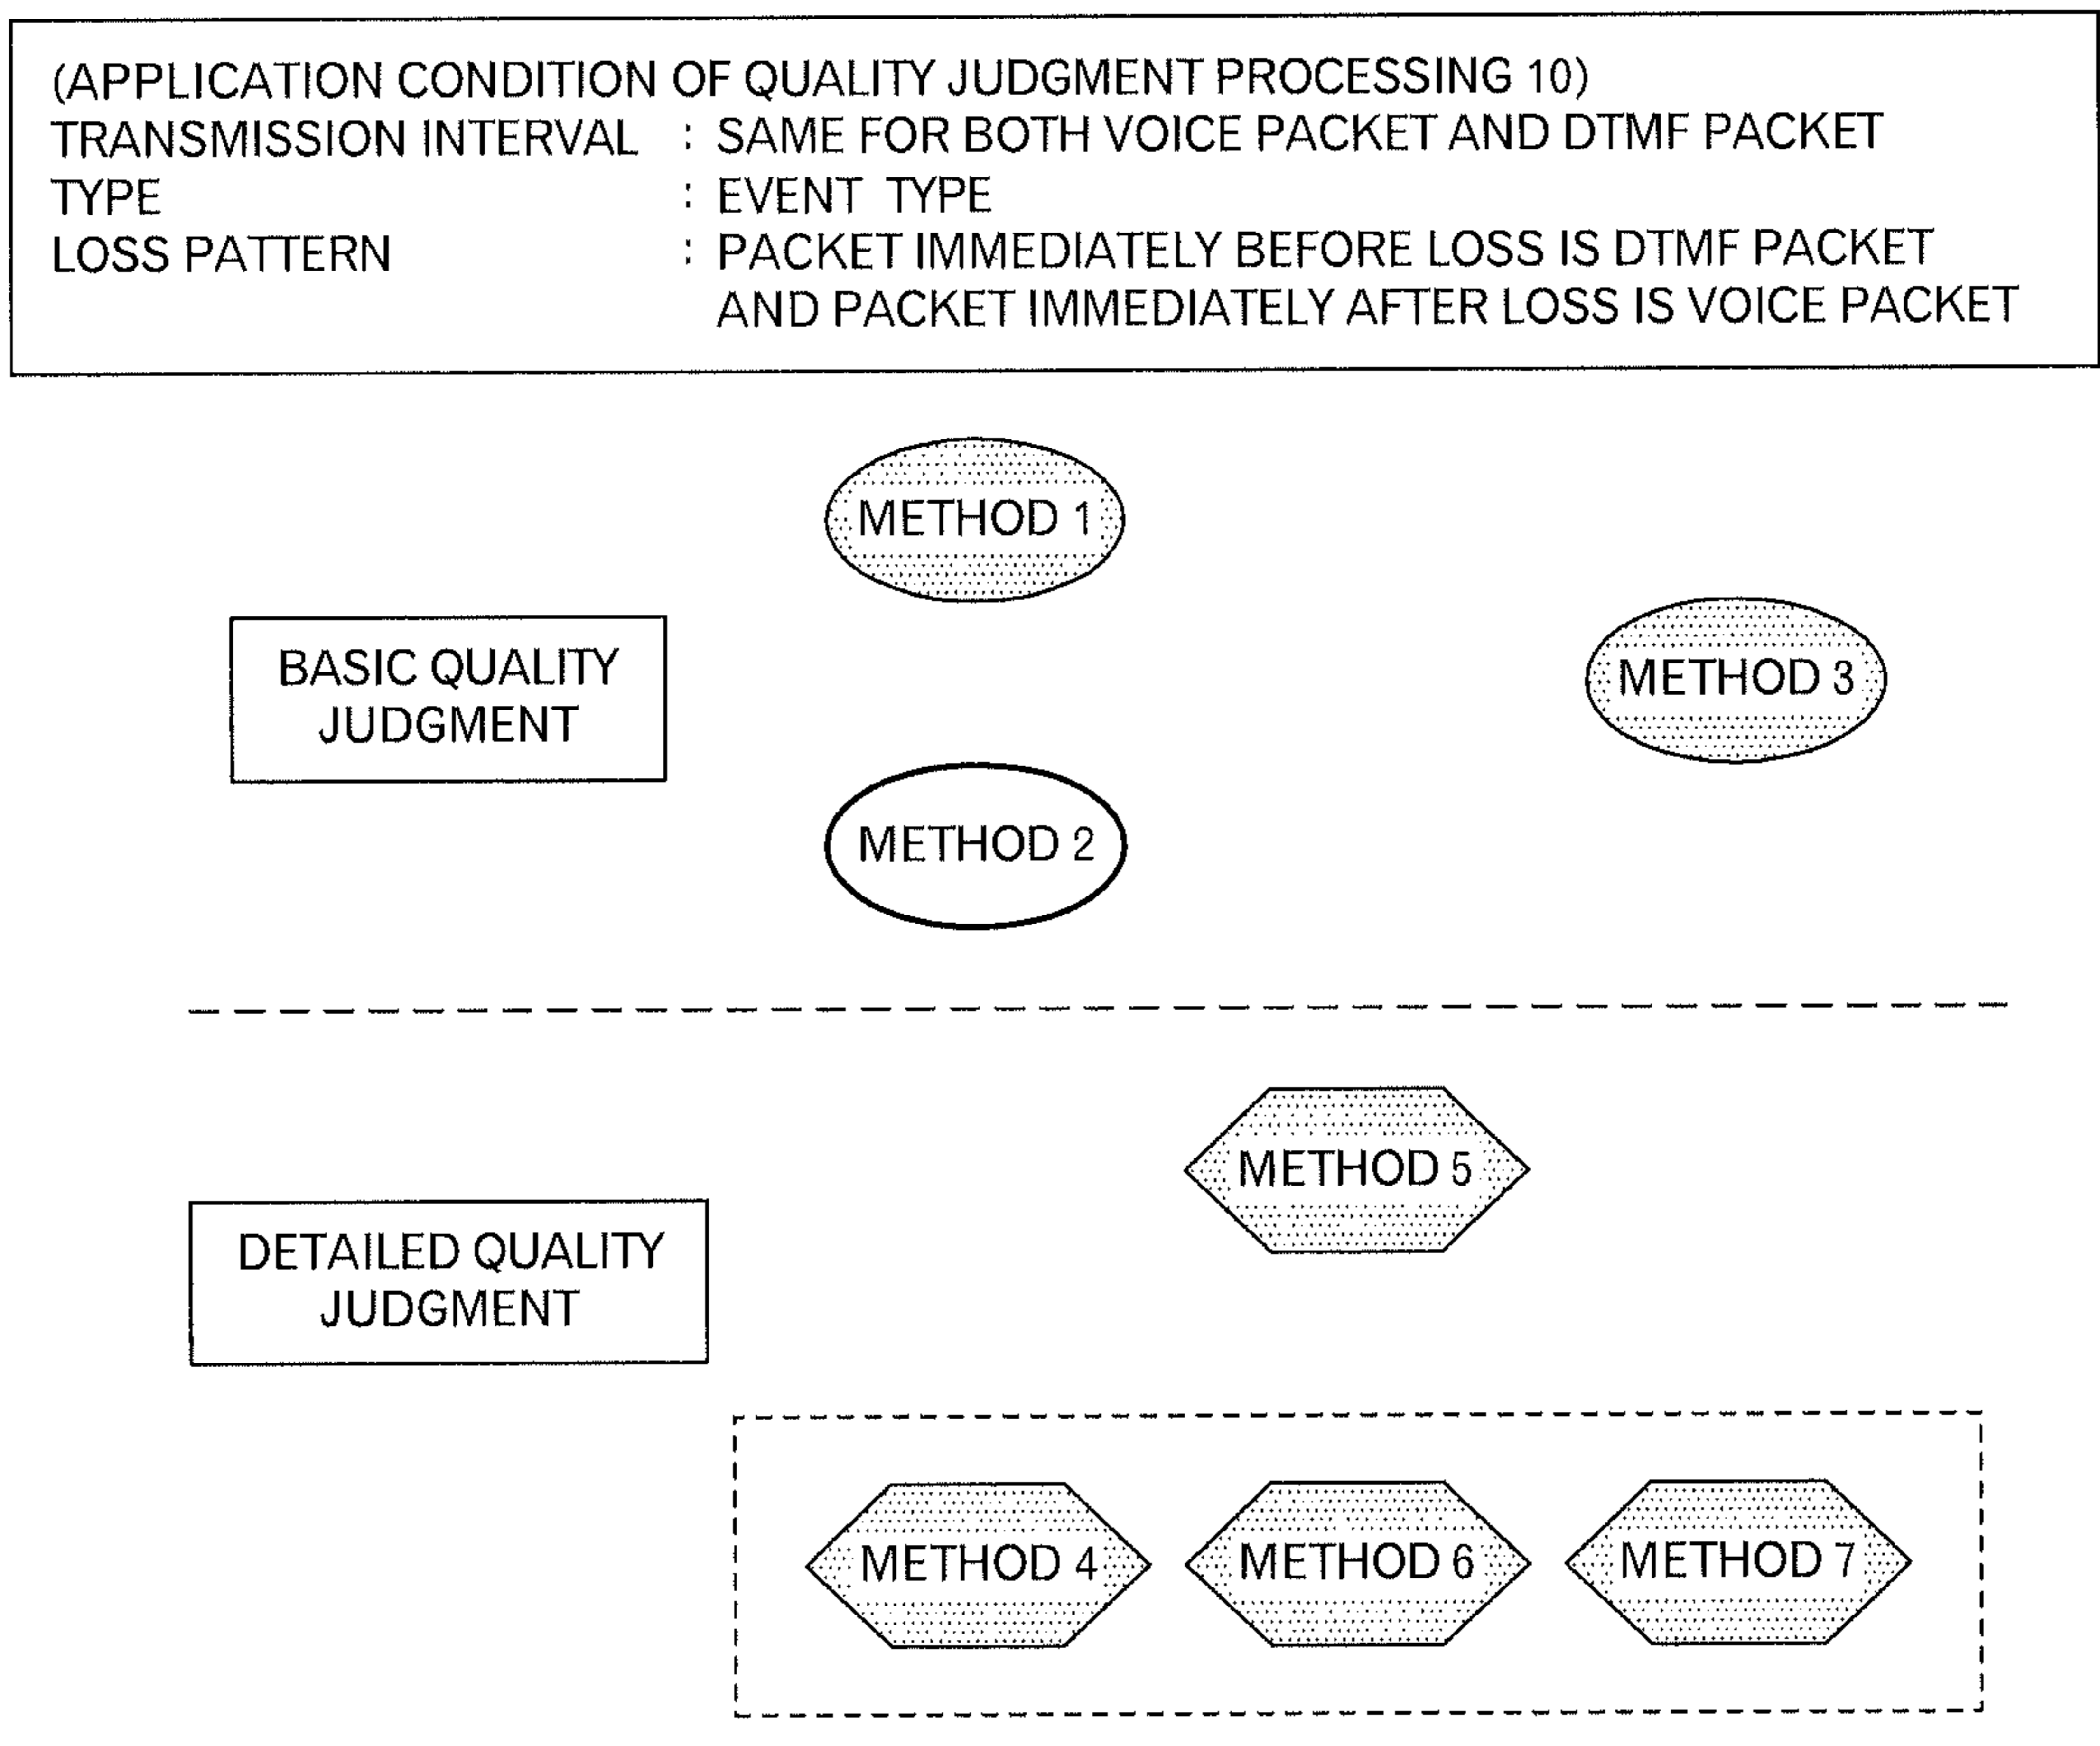 (APPLICATION CONDITION OF QUALITY JUDGMENT PROCESSING 10)
TRANSMISSION INTERVAL : SAME FOR BOTH VOICE PACKET AND DTMF PACKET
TYPE : EVENT TYPE
LOSS PATTERN : PACKET IMMEDIATELY BEFORE LOSS IS DTMF PACKET
AND PACKET IMMEDIATELY AFTER LOSS IS VOICE PACKET
METHOD 1
BASIC QUALITY
JUDGMENT
METHOD 3
METHOD 2
METHOD 5
DETAILED QUALITY
JUDGMENT
METHOD 4
METHOD 6
METHOD 7